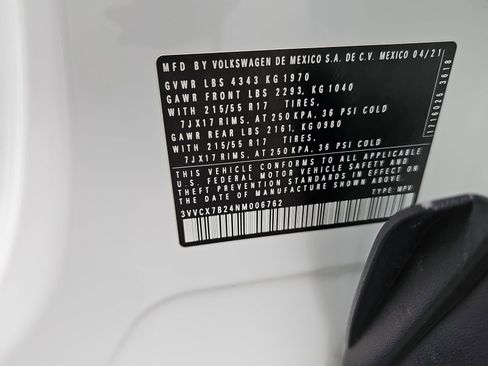 MFD BY VOLKSWAGEN DE MEXICO S.A. DE C.V. MEXICO 04/21
GVWR LBS 4343 KG 1970
GAWR FRONT LBS 2293, KG 1040
WITH 215/55 R17 TIRES,
7JX17 RIMS, AT 250 KPA, 36 PSI COLD
GAWR REAR LBS 2161, KG 0980
WITH 215/55 R17 TIRES,
7JX17 RIMS, AT 250 KPA, 36 PSI COLD
THIS VEHICLE CONFORMS TO ALL APPLICABLE
U.S. FEDERAL MOTOR VEHICLE SAFETY AND
THEFT PREVENTION STANDARDS IN EFFECT ON
THE DATE OF MANUFACTURE SHOWN ABOVE
TYPE: MPV
3VVCX7B24NM006762
1716025 3618